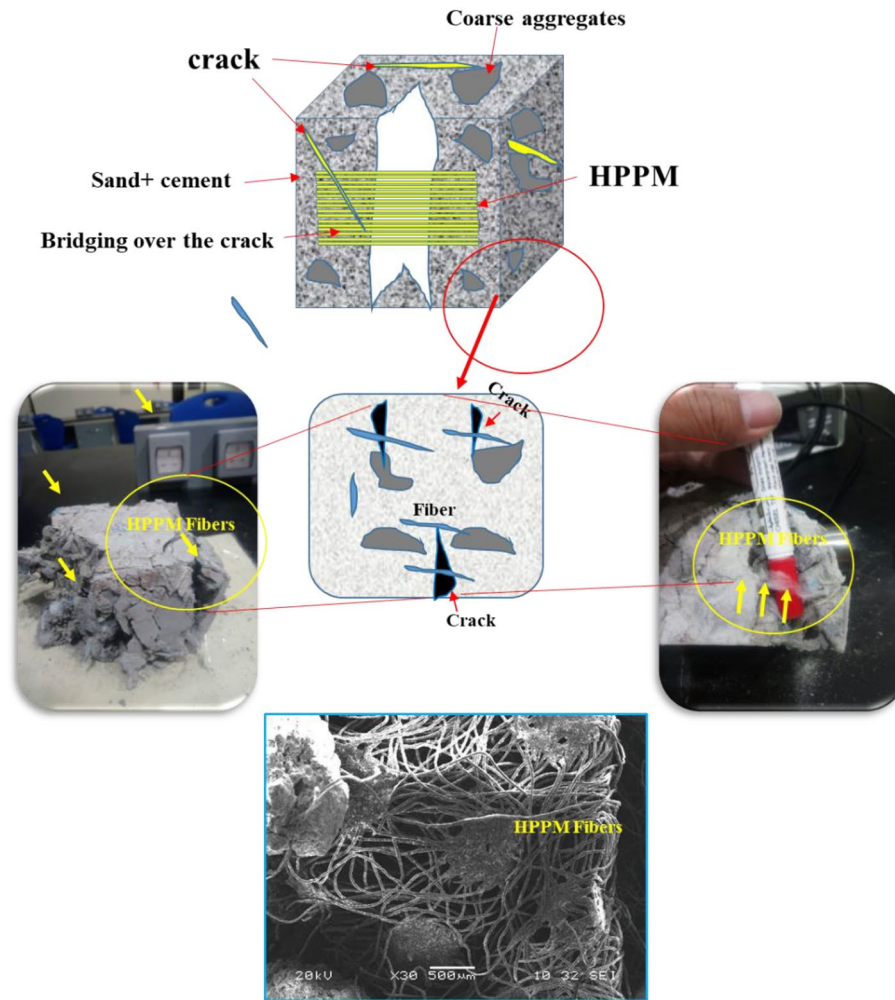 Coarse aggregates
crack
Sand+ cement
HPPM
Bridging over the crack
Crack
HPPM Fibers
Fiber
HPPM Fibers
Crack
HPPM Fibers
20kV X30 500μm 10 32 SEI